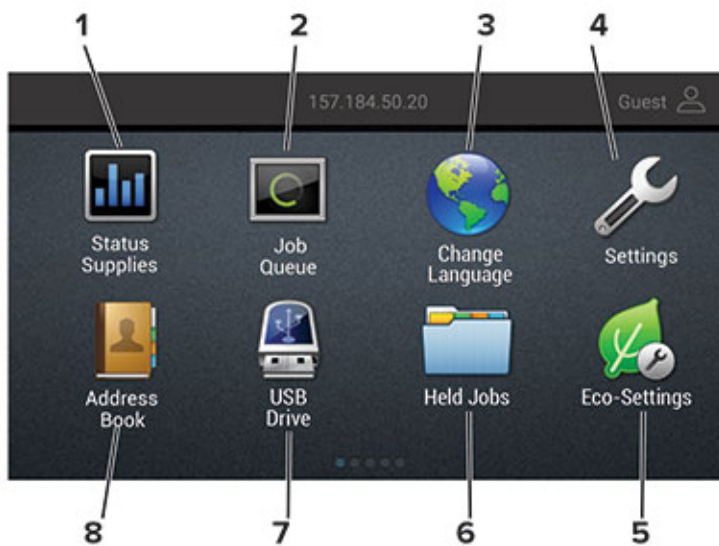 1 2 3 4
157.184.50.20 Guest
Status Job Change Settings
Supplies Queue Language
Address USB Held Jobs Eco-Settings
Book Drive
8 7 6 5